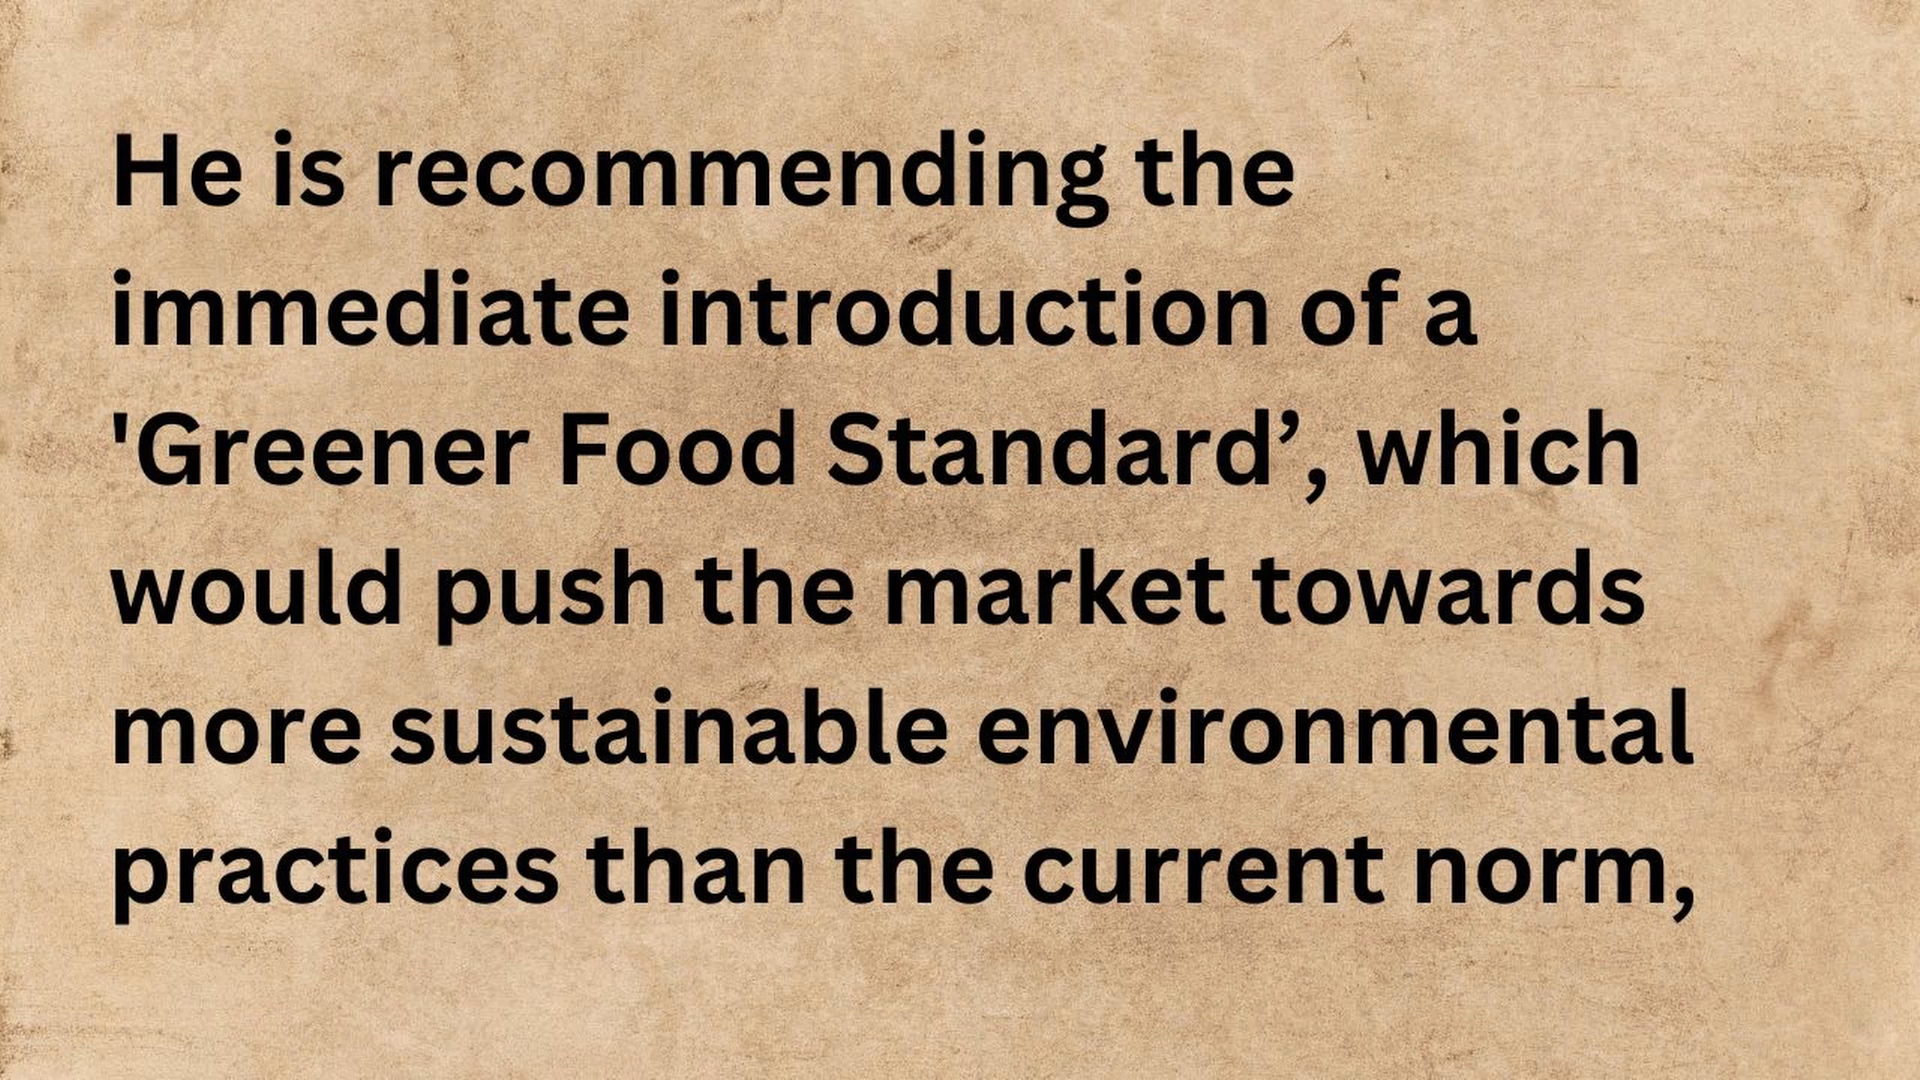 He is recommending the
immediate introduction of a
'Greener Food Standard’, which
would push the market towards
more sustainable environmental
practices than the current norm,